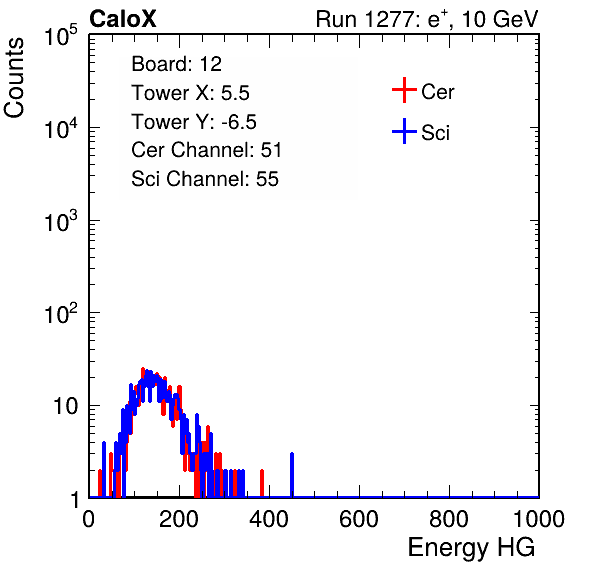 CaloX
Run 1277: e+, 10 GeV
Counts
Board: 12
Tower X: 5.5
Tower Y: -6.5
Cer Channel: 51
Sci Channel: 55
Cer
Sci
10^5
10^4
10^3
10^2
10
1
0 200 400 600 800 1000
Energy HG